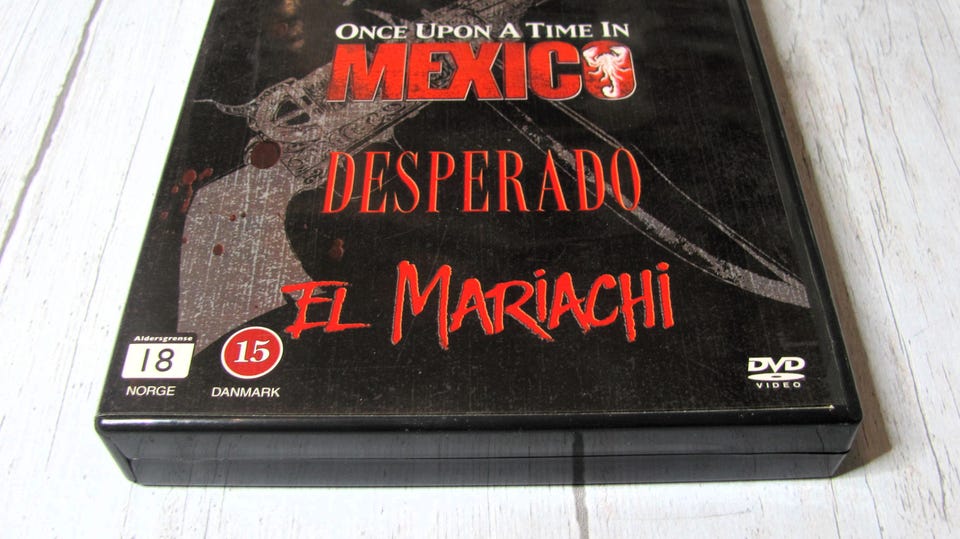 ONCE UPON A TIME IN
MEXICO
DESPERADO
EL MARiACHi
Aldersgrense
18
NORGE
15
DANMARK
DVD
VIDEO